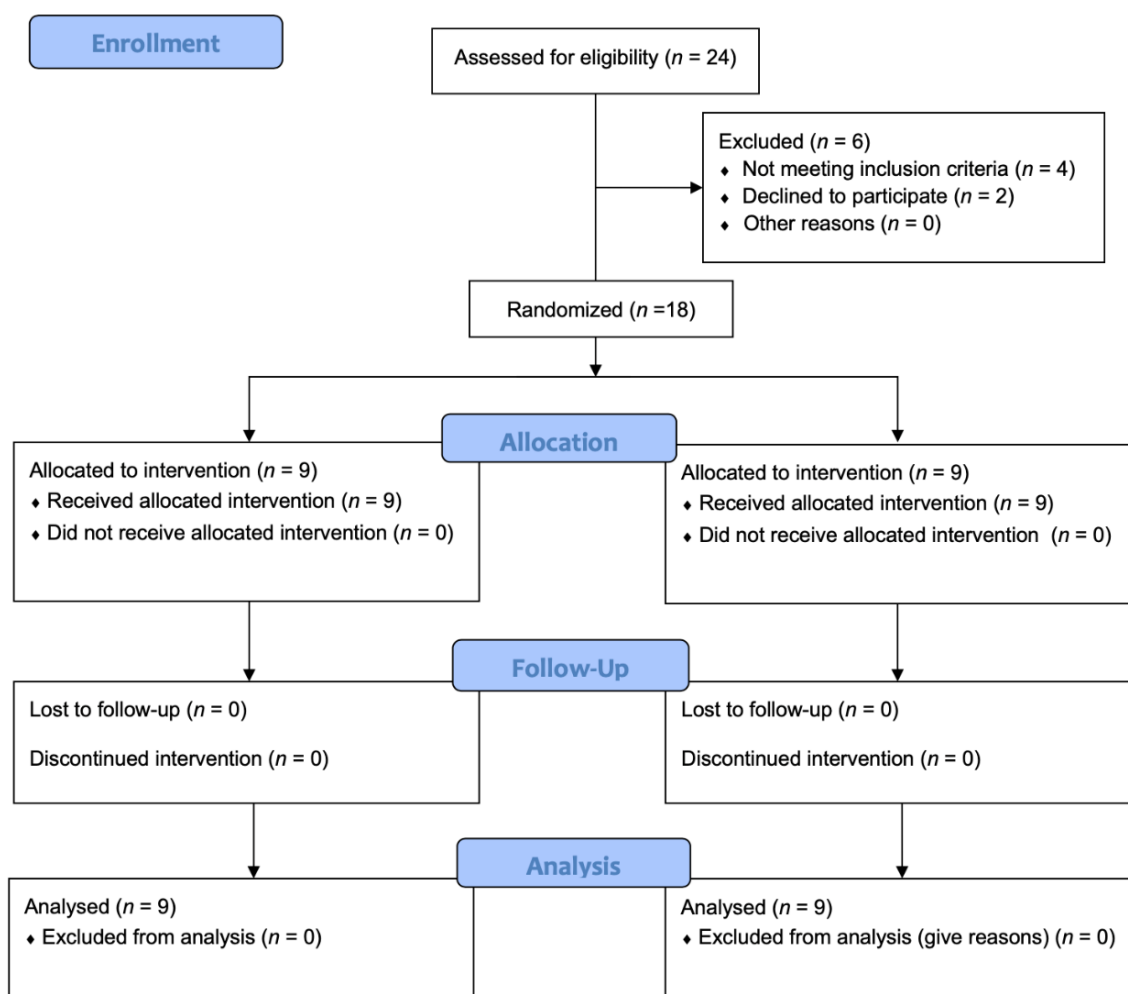 Enrollment
Assessed for eligibility (n = 24)
Excluded (n = 6)
♦ Not meeting inclusion criteria (n = 4)
♦ Declined to participate (n = 2)
♦ Other reasons (n = 0)
Randomized (n =18)
Allocation
Allocated to intervention (n = 9)
♦ Received allocated intervention (n = 9)
♦ Did not receive allocated intervention (n = 0)
Allocated to intervention (n = 9)
♦ Received allocated intervention (n = 9)
♦ Did not receive allocated intervention (n = 0)
Follow-Up
Lost to follow-up (n = 0)
Discontinued intervention (n = 0)
Lost to follow-up (n = 0)
Discontinued intervention (n = 0)
Analysis
Analysed (n = 9)
♦ Excluded from analysis (n = 0)
Analysed (n = 9)
♦ Excluded from analysis (give reasons) (n = 0)